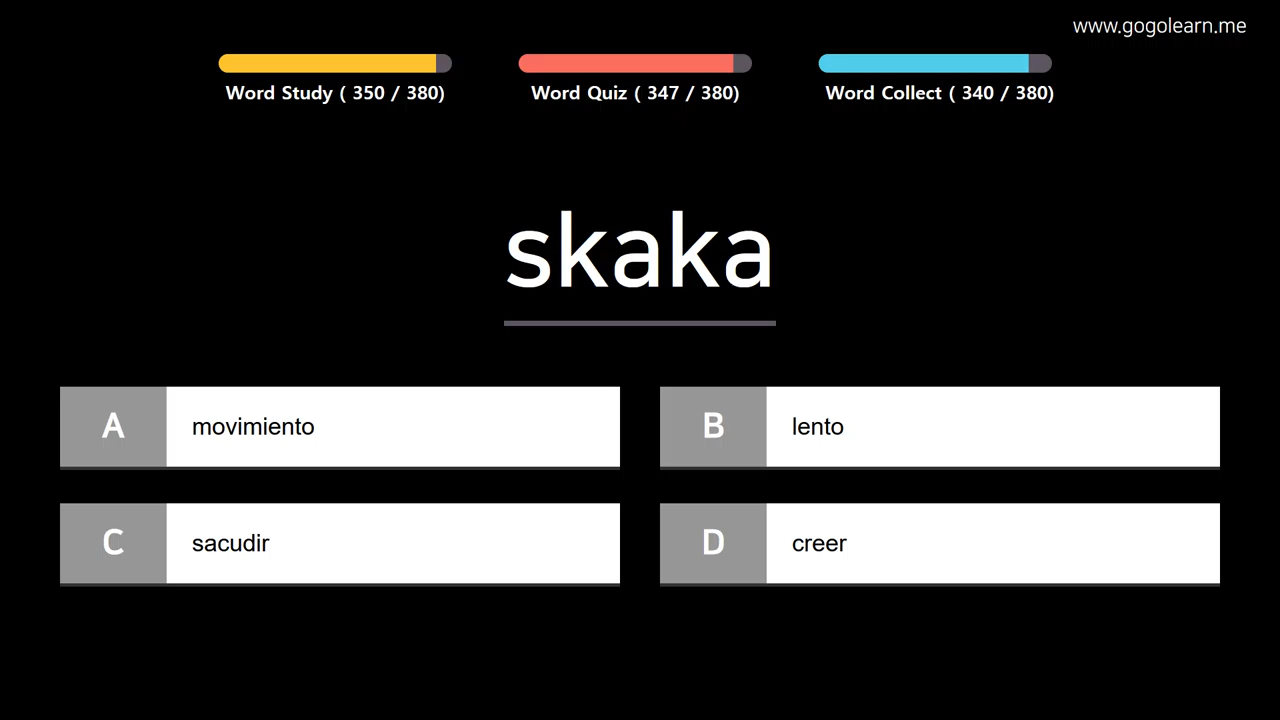 www.gogolearn.me
Word Study ( 350 / 380)
Word Quiz ( 347 / 380)
Word Collect ( 340 / 380)
skaka
A movimiento
B lento
C sacudir
D creer